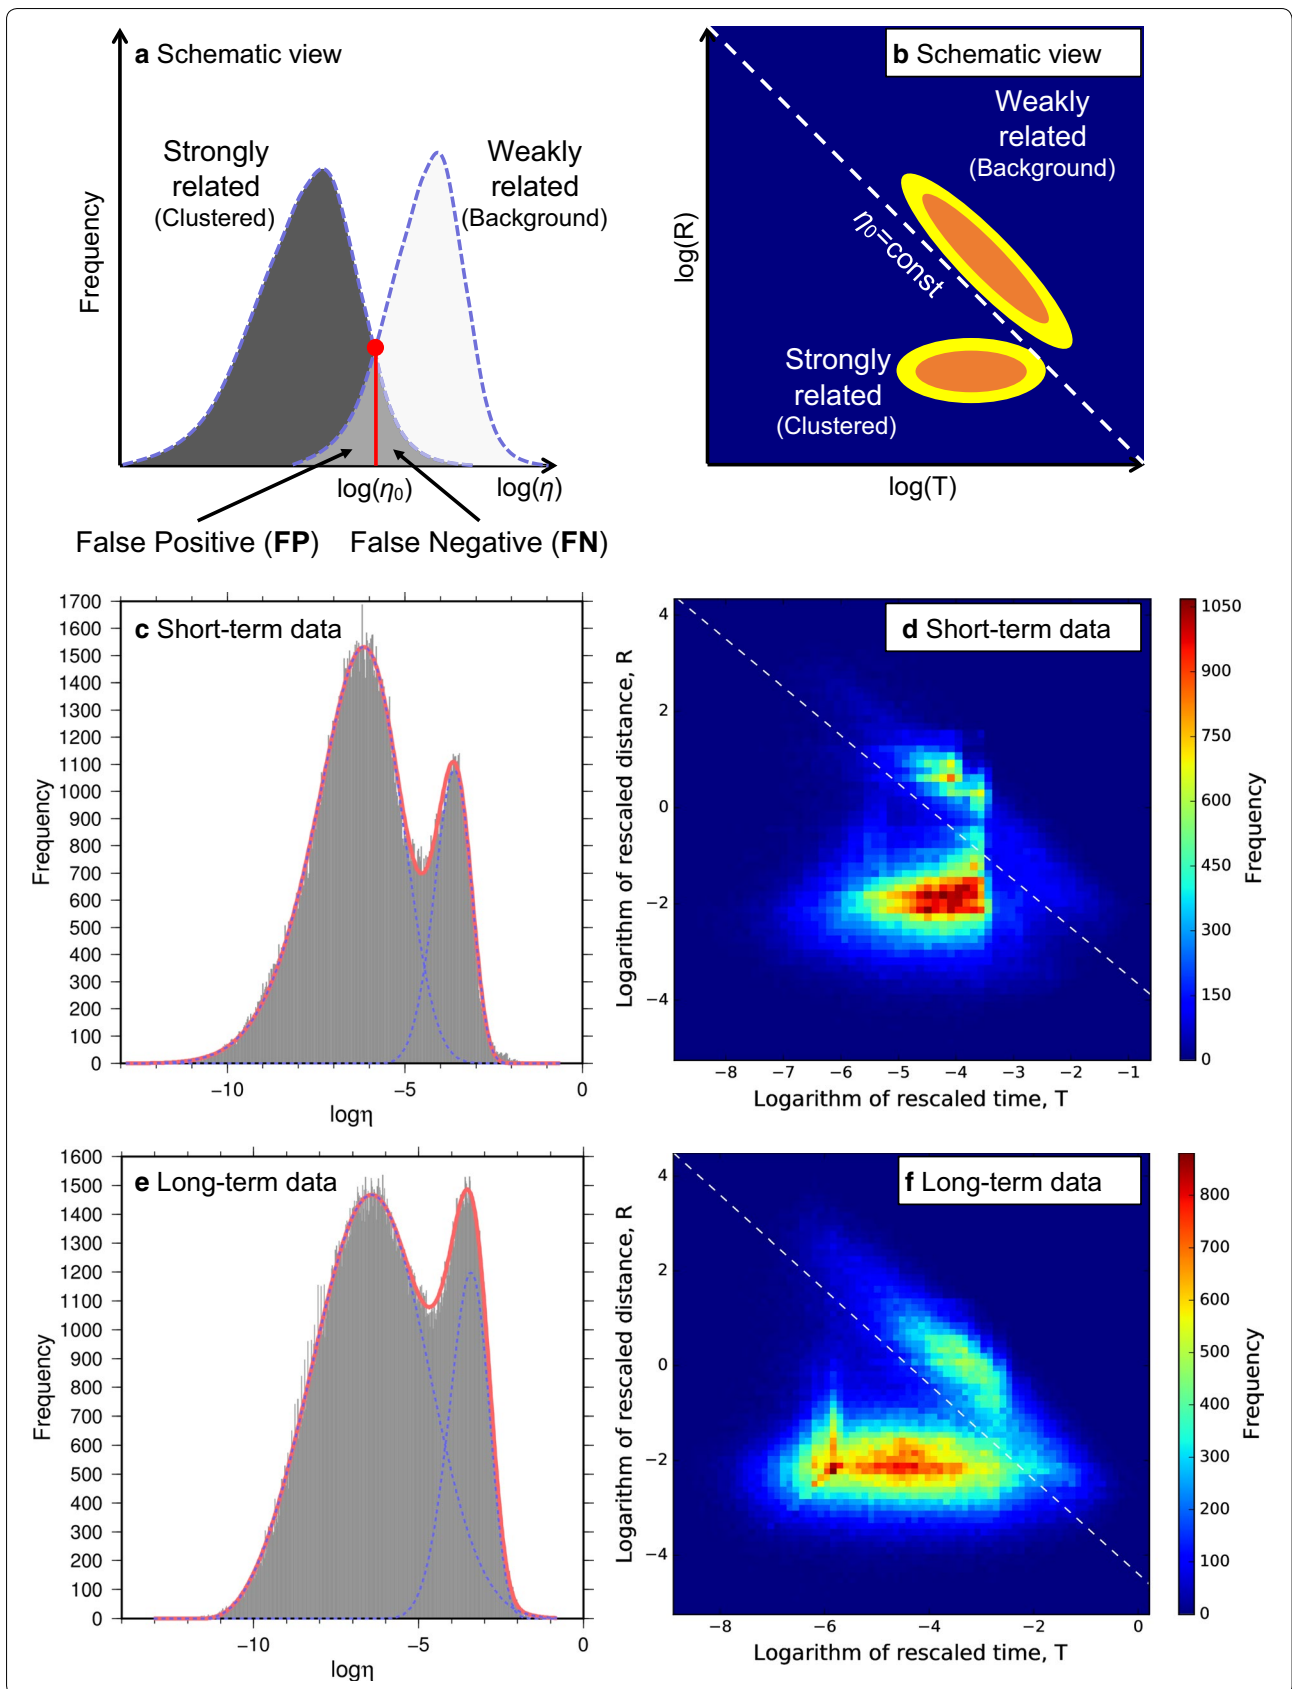 a Schematic view
Strongly
related
(Clustered)
Weakly
related
(Background)
Frequency
log(η₀)
log(η)
False Positive (FP)
False Negative (FN)
b Schematic view
Weakly
related
(Background)
η₀=const
Strongly
related
(Clustered)
log(R)
log(T)
c Short-term data
1700
1600
1500
1400
1300
1200
1100
1000
900
800
700
600
500
400
300
200
100
0
Frequency
−10
−5
0
logη
d Short-term data
4
2
0
−2
−4
Logarithm of rescaled distance, R
−8
−7
−6
−5
−4
−3
−2
−1
Logarithm of rescaled time, T
1050
900
750
600
450
300
150
0
Frequency
e Long-term data
1600
1500
1400
1300
1200
1100
1000
900
800
700
600
500
400
300
200
100
0
Frequency
−10
−5
0
logη
f Long-term data
4
2
0
−2
−4
Logarithm of rescaled distance, R
−8
−6
−4
−2
0
Logarithm of rescaled time, T
800
700
600
500
400
300
200
100
0
Frequency